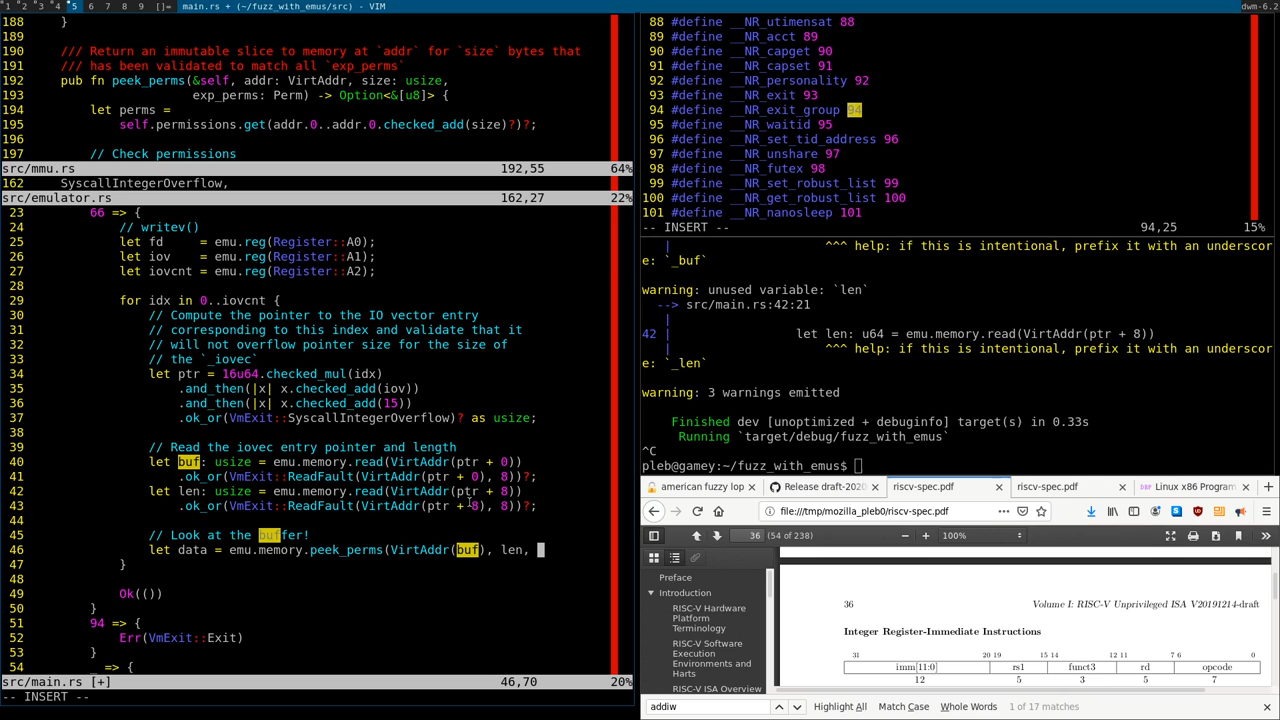 1 2 3 4 5 6 7 8 9 []= main.rs + (~/fuzz_with_emus/src) - VIM dwm-6.2
188 }
189
190 /// Return an immutable slice to memory at `addr` for `size` bytes that
191 /// has been validated to match all `exp_perms`
192 pub fn peek_perms(&self, addr: VirtAddr, size: usize,
193 exp_perms: Perm) -> Option<&[u8]> {
194 let perms =
195 self.permissions.get(addr.0..addr.0.checked_add(size)?)?;
196
197 // Check permissions
src/mmu.rs 192,55 64%
162 SyscallIntegerOverflow,
src/emulator.rs 162,27 22%
23 66 => {
24 // writev()
25 let fd = emu.reg(Register::A0);
26 let iov = emu.reg(Register::A1);
27 let iovcnt = emu.reg(Register::A2);
28
29 for idx in 0..iovcnt {
30 // Compute the pointer to the IO vector entry
31 // corresponding to this index and validate that it
32 // will not overflow pointer size for the size of
33 // the `_iovec`
34 let ptr = 16u64.checked_mul(idx)
35 .and_then(|x| x.checked_add(iov))
36 .and_then(|x| x.checked_add(15))
37 .ok_or(VmExit::SyscallIntegerOverflow)? as usize;
38
39 // Read the iovec entry pointer and length
40 let buf: usize = emu.memory.read(VirtAddr(ptr + 0))
41 .ok_or(VmExit::ReadFault(VirtAddr(ptr + 0), 8))?;
42 let len: usize = emu.memory.read(VirtAddr(ptr + 8))
43 .ok_or(VmExit::ReadFault(VirtAddr(ptr + 8), 8))?;
44
45 // Look at the buffer!
46 let data = emu.memory.peek_perms(VirtAddr(buf), len,
47 }
48
49 Ok(())
50 }
51 94 => {
52 Err(VmExit::Exit)
53 }
54 _ => {
src/main.rs [+] 46,70 20%
-- INSERT --
88 #define __NR_utimensat 88
89 #define __NR_acct 89
90 #define __NR_capget 90
91 #define __NR_capset 91
92 #define __NR_personality 92
93 #define __NR_exit 93
94 #define __NR_exit_group 94
95 #define __NR_waitid 95
96 #define __NR_set_tid_address 96
97 #define __NR_unshare 97
98 #define __NR_futex 98
99 #define __NR_set_robust_list 99
100 #define __NR_get_robust_list 100
101 #define __NR_nanosleep 101
-- INSERT -- 94,25 15%
| ^^^ help: if this is intentional, prefix it with an underscor
e: `_buf`
warning: unused variable: `len`
--> src/main.rs:42:21
|
42 | let len: u64 = emu.memory.read(VirtAddr(ptr + 8))
| ^^^ help: if this is intentional, prefix it with an underscor
e: `_len`
warning: 3 warnings emitted
Finished dev [unoptimized + debuginfo] target(s) in 0.33s
Running `target/debug/fuzz_with_emus`
^C
pleb@gamey:~/fuzz_with_emus$
american fuzzy lop Release draft-2020 riscv-spec.pdf riscv-spec.pdf Linux x86 Program
file:///tmp/mozilla_pleb0/riscv-spec.pdf
36 (54 of 238) 100%
Preface
Introduction
RISC-V Hardware
Platform
Terminology
RISC-V Software
Execution
Environments and
Harts
RISC-V ISA Overview
36 Volume I: RISC-V Unprivileged ISA V20191214-draft
Integer Register-Immediate Instructions
31 20 19 15 14 12 11 7 6 0
imm[11:0] rs1 funct3 rd opcode
12 5 3 5 7
addiw Highlight All Match Case Whole Words 1 of 17 matches